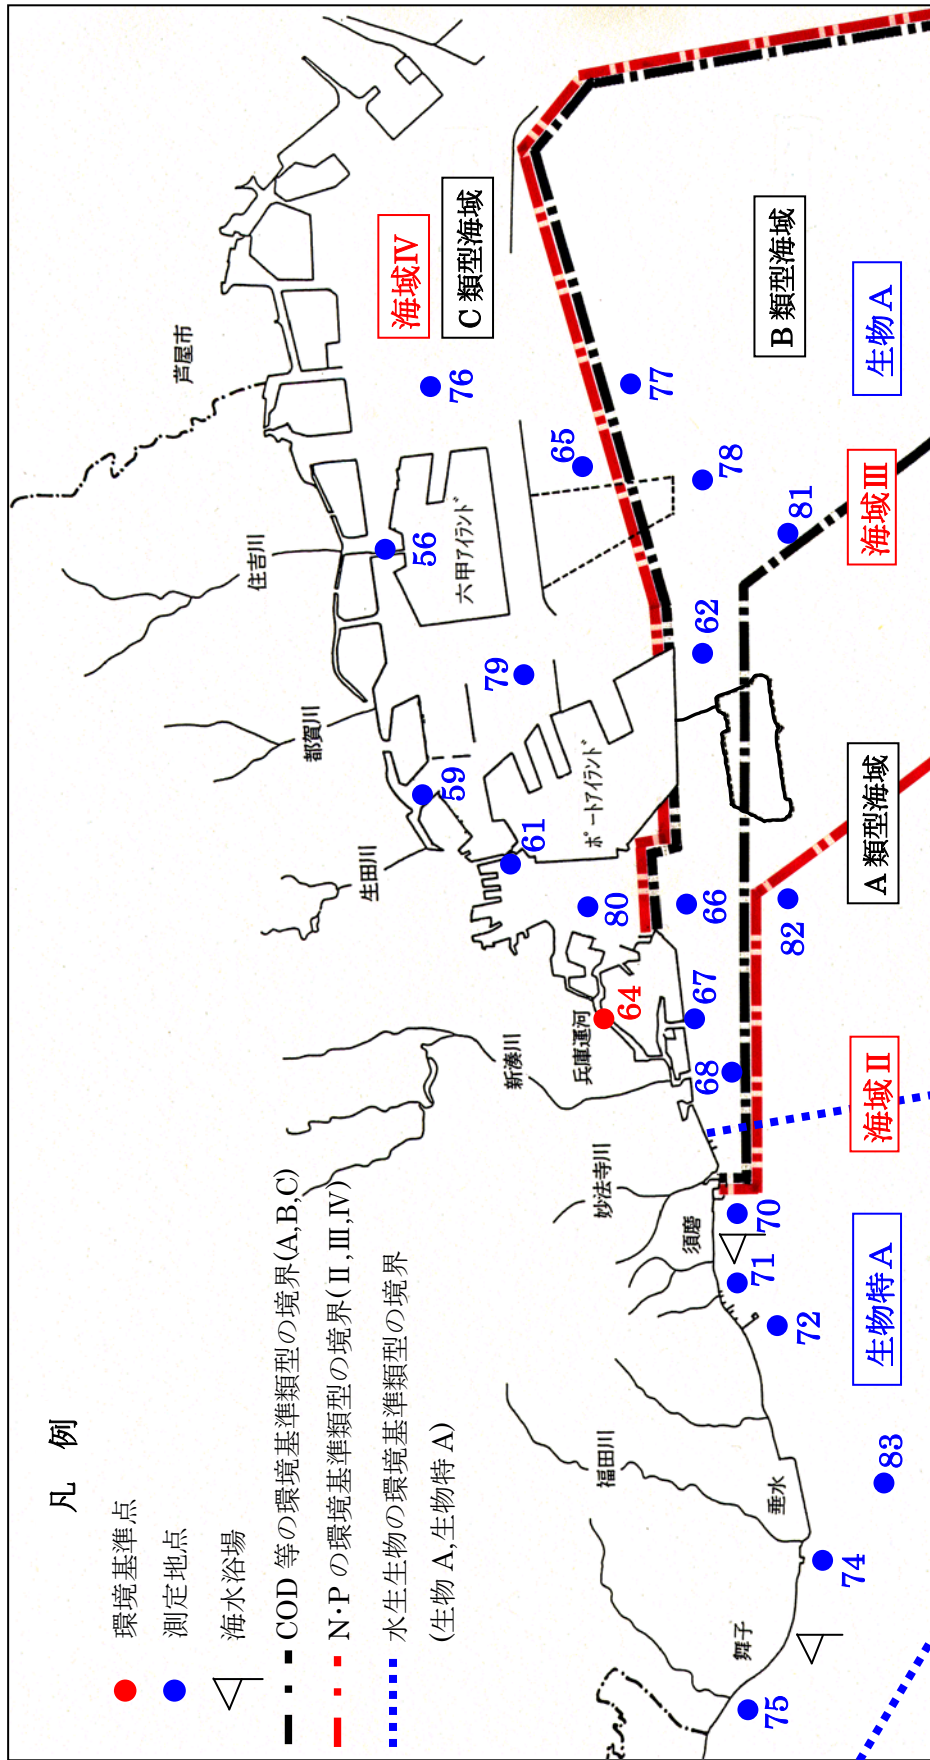 凡 例
環境基準点
測定地点
海水浴場
COD 等の環境基準類型の境界(A,B,C)
N・P の環境基準類型の境界(Ⅱ,Ⅲ,Ⅳ)
水生生物の環境基準類型の境界
(生物 A,生物特 A)
芦屋市
住吉川
都賀川
生田川
新湊川
兵庫運河
妙法寺川
須磨
福田川
垂水
舞子
六甲アイランド
ポートアイランド
海域Ⅳ
C 類型海域
B 類型海域
生物 A
海域Ⅲ
A 類型海域
海域Ⅱ
生物特 A
56
59
61
62
64
65
66
67
68
70
71
72
74
75
76
77
78
79
80
81
82
83